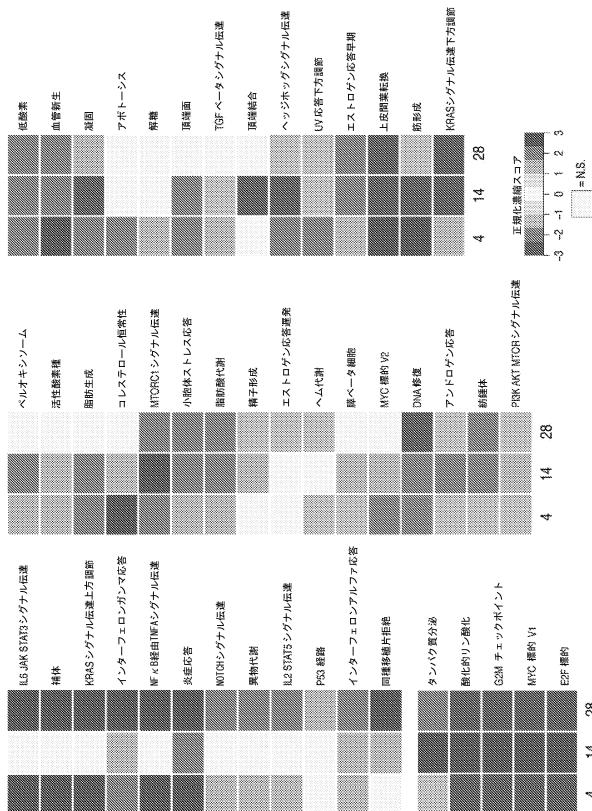 IL6 JAK STAT3シグナル伝達
補体
KRASシグナル伝達上方調節
インターフェロンガンマ応答
NFκB経由TNFAシグナル伝達
炎症応答
NOTCHシグナル伝達
異物代謝
IL2 STAT5シグナル伝達
P53 経路
インターフェロンアルファ応答
同種移植片拒絶
タンパク質分泌
酸化的リン酸化
G2M チェックポイント
MYC 標的 V1
E2F 標的
4 14 28
ペルオキシソーム
活性酸素種
脂肪生成
コレステロール恒常性
MTORC1シグナル伝達
小胞体ストレス応答
脂肪酸代謝
精子形成
エストロゲン応答遅発
ヘム代謝
膵ベータ細胞
MYC 標的 V2
DNA修復
アンドロゲン応答
紡錘体
PI3K AKT MTORシグナル伝達
4 14 28
低酸素
血管新生
凝固
アポトーシス
解糖
頂端面
TGF ベータシグナル伝達
頂端結合
ヘッジホッグシグナル伝達
UV応答下方調節
エストロゲン応答早期
上皮間葉転換
筋形成
KRASシグナル伝達下方調節
4 14 28
正規化濃縮スコア
-3 -2 -1 0 1 2 3
= N.S.